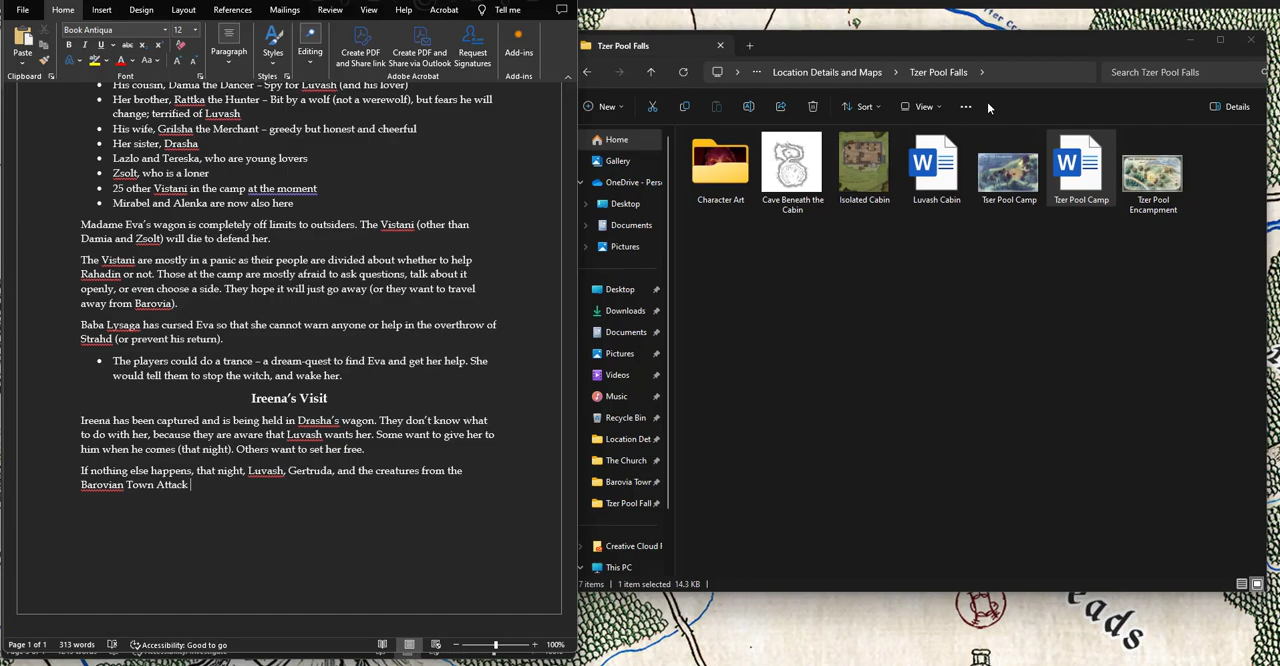 File Home Insert Design Layout References Mailings Review View Help Acrobat Tell me
Book Antiqua 12
Paste
B I U abc x₂ x²
A A Aa A A
Clipboard Font
Paragraph
Styles
Styles
Editing
Create PDF and Share link
Create PDF and Share via Outlook
Request Signatures
Adobe Acrobat
Add-ins
Add-ins
His cousin, Damia the Dancer – Spy for Luvash (and his lover)
• Her brother, Rattka the Hunter – Bit by a wolf (not a werewolf), but fears he will
change; terrified of Luvash
• His wife, Grilsha the Merchant – greedy but honest and cheerful
• Her sister, Drasha
• Lazlo and Tereska, who are young lovers
• Zsolt, who is a loner
• 25 other Vistani in the camp at the moment
• Mirabel and Alenka are now also here
Madame Eva's wagon is completely off limits to outsiders. The Vistani (other than
Damia and Zzolt) will die to defend her.
The Vistani are mostly in a panic as their people are divided about whether to help
Rahadin or not. Those at the camp are mostly afraid to ask questions, talk about it
openly, or even choose a side. They hope it will just go away (or they want to travel
away from Barovia).
Baba Lysaga has cursed Eva so that she cannot warn anyone or help in the overthrow of
Strahd (or prevent his return).
• The players could do a trance – a dream-quest to find Eva and get her help. She
would tell them to stop the witch, and wake her.
Ireena's Visit
Ireena has been captured and is being held in Drasha's wagon. They don't know what
to do with her, because they are aware that Luvash wants her. Some want to give her to
him when he comes (that night). Others want to set her free.
If nothing else happens, that night, Luvash, Gertruda, and the creatures from the
Barovian Town Attack
Page 1 of 1 313 words Accessibility: Good to go 100%
Tzer Pool Falls
Location Details and Maps > Tzer Pool Falls >
Search Tzer Pool Falls
New Sort View Details
Home
Gallery
OneDrive - Pers
Desktop
Documents
Pictures
Desktop
Downloads
Documents
Pictures
Videos
Music
Recycle Bin
Location Det
The Church
Barovia Towr
Tzer Pool Fall
Creative Cloud F
This PC
Character Art
Cave Beneath the Cabin
Isolated Cabin
Luvash Cabin
Tser Pool Camp
Tzer Pool Camp
Tzer Pool Encampment
7 items 1 item selected 14.3 KB
eads